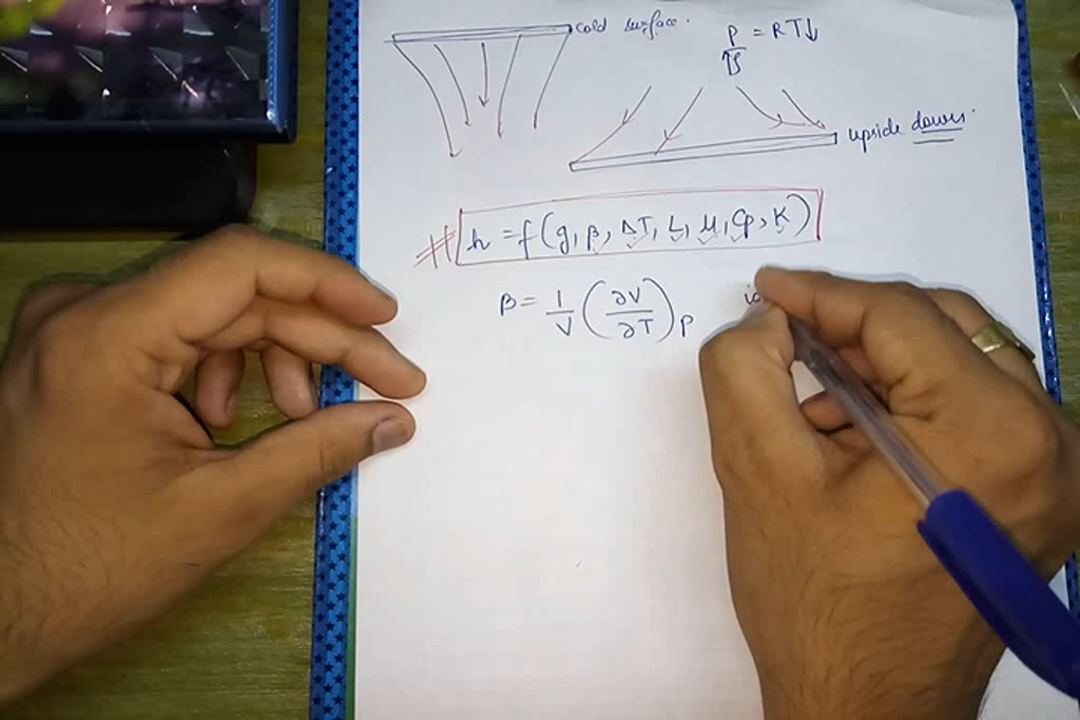 cold surface.
P/ρ = RT↓
upside down.
# h = f(g, β, ΔT, L, μ, Cp, K)
β = 1/V (∂V/∂T)p